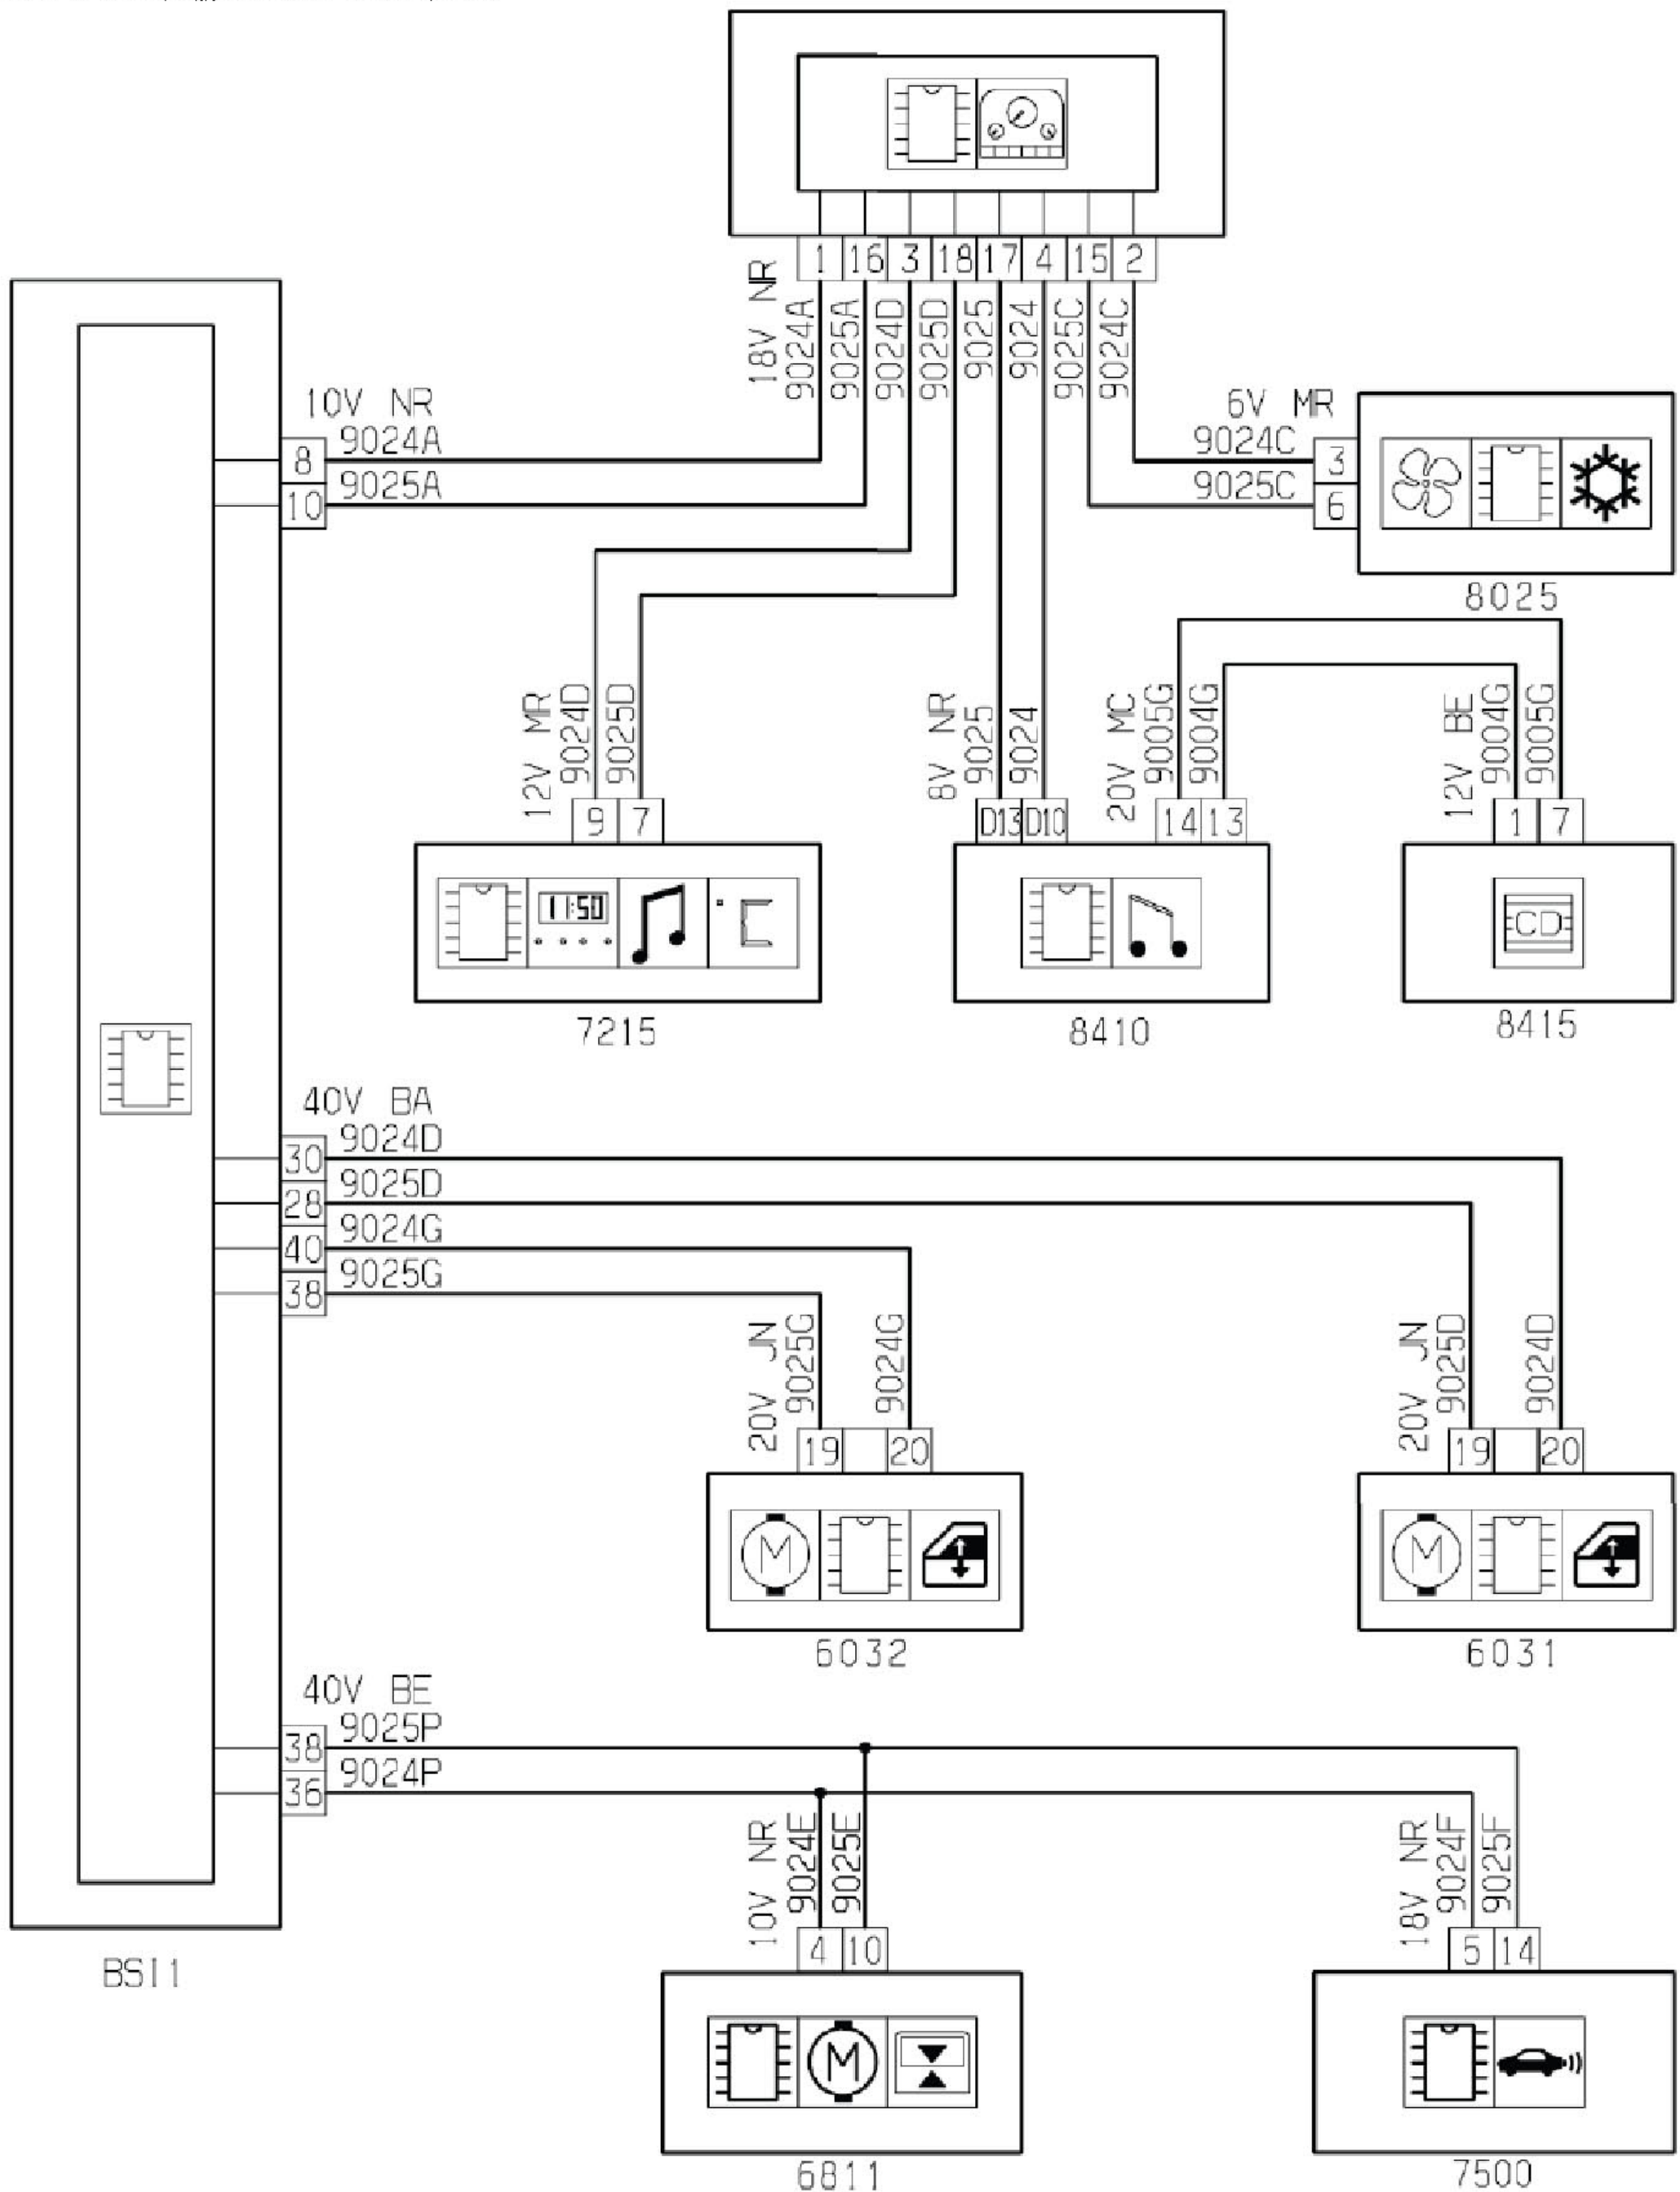 1 16 3 18 17 4 15 2
18V NR
9024A
9025A
9024D
9025D
9025
9024
9025C
9024C
10V NR
8 9024A
10 9025A
6V MR
9024C 3
9025C 6
8025
12V MR
9024D
9025D
9 7
11:50
°C
7215
8V NR
9025
9024
D13 D10
20V MC
9005G
9004G
14 13
8410
12V BE
9004G
9005G
1 7
CD
8415
40V BA
30 9024D
28 9025D
40 9024G
38 9025G
20V JN
9025G
9024G
19 20
M
6032
20V JN
9025D
9024D
19 20
M
6031
40V BE
38 9025P
36 9024P
10V NR
9024E
9025E
4 10
M
6811
18V NR
9024F
9025F
5 14
7500
BSI1